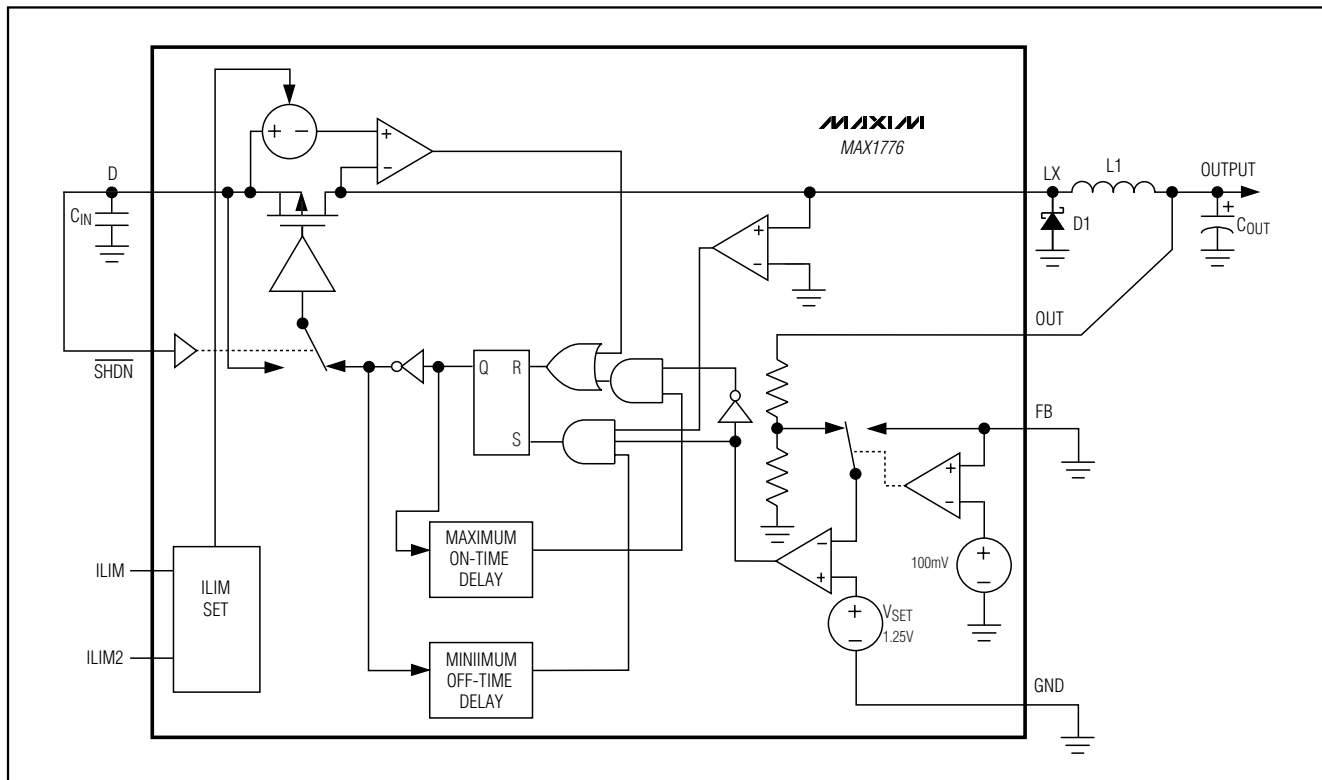 MAXIM
MAX1776
D
CIN
SHDN
LX
L1
OUTPUT
D1
+
COUT
OUT
FB
GND
+ −
+
−
+
−
Q R
S
MAXIMUM
ON-TIME
DELAY
MINIIMUM
OFF-TIME
DELAY
ILIM
ILIM2
ILIM
SET
+
−
100mV
+
−
−
+
+
−
VSET
1.25V